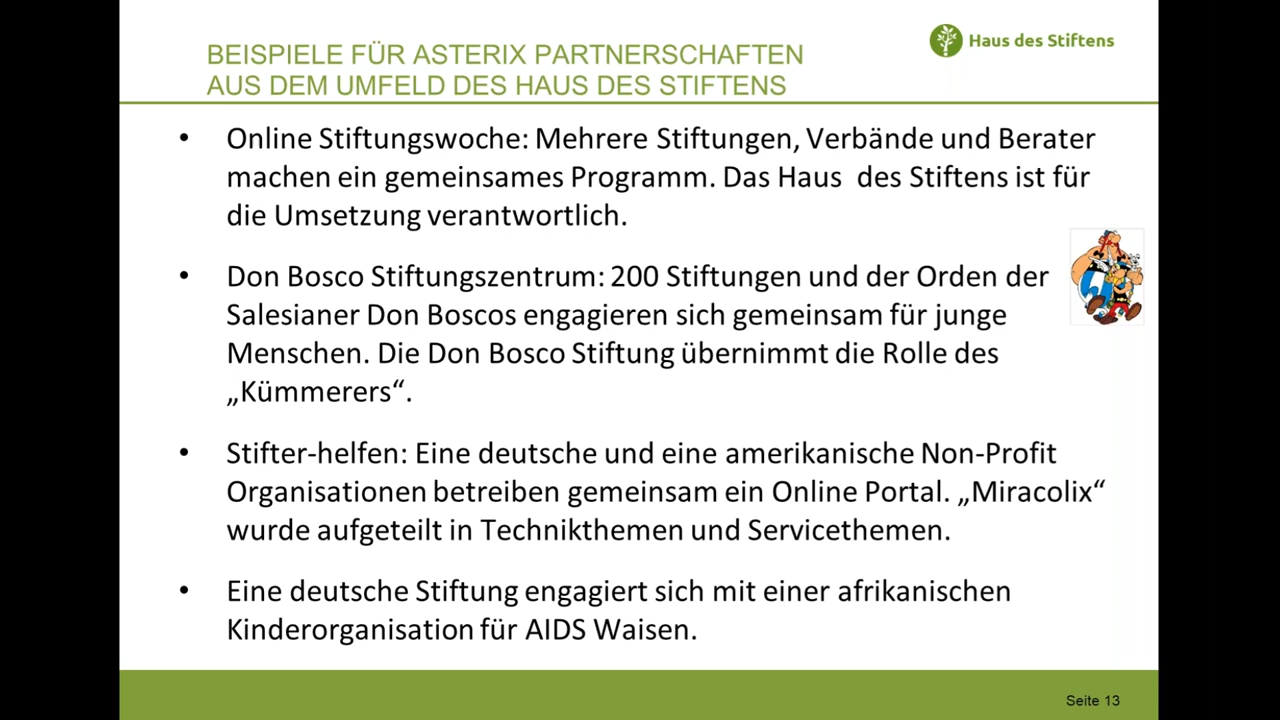 BEISPIELE FÜR ASTERIX PARTNERSCHAFTEN
AUS DEM UMFELD DES HAUS DES STIFTENS
Haus des Stiftens
• Online Stiftungswoche: Mehrere Stiftungen, Verbände und Berater
machen ein gemeinsames Programm. Das Haus des Stiftens ist für
die Umsetzung verantwortlich.
• Don Bosco Stiftungszentrum: 200 Stiftungen und der Orden der
Salesianer Don Boscos engagieren sich gemeinsam für junge
Menschen. Die Don Bosco Stiftung übernimmt die Rolle des
„Kümmerers“.
• Stifter-helfen: Eine deutsche und eine amerikanische Non-Profit
Organisationen betreiben gemeinsam ein Online Portal. „Miracolix“
wurde aufgeteilt in Technikthemen und Servicethemen.
• Eine deutsche Stiftung engagiert sich mit einer afrikanischen
Kinderorganisation für AIDS Waisen.
Seite 13